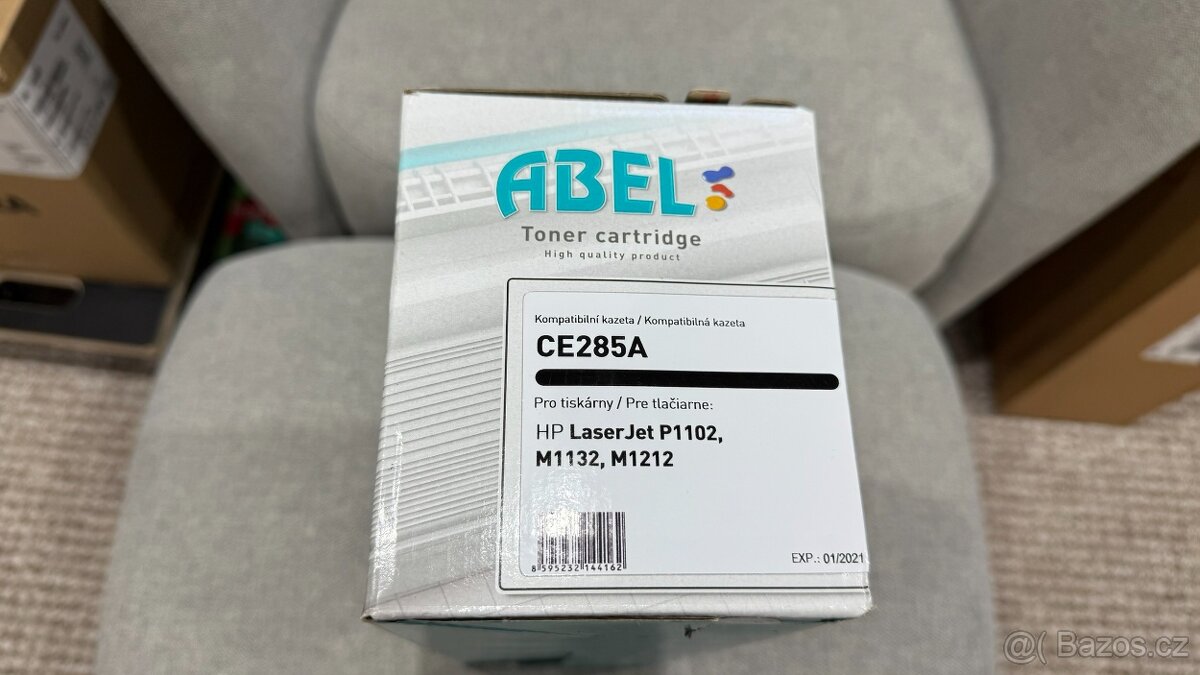 ABEL
Toner cartridge
High quality product
Kompatibilní kazeta / Kompatibilná kazeta
CE285A
Pro tiskárny / Pre tlačiarne:
HP LaserJet P1102,
M1132, M1212
8 595232 144162
EXP.: 01/2021
@( Bazos.cz